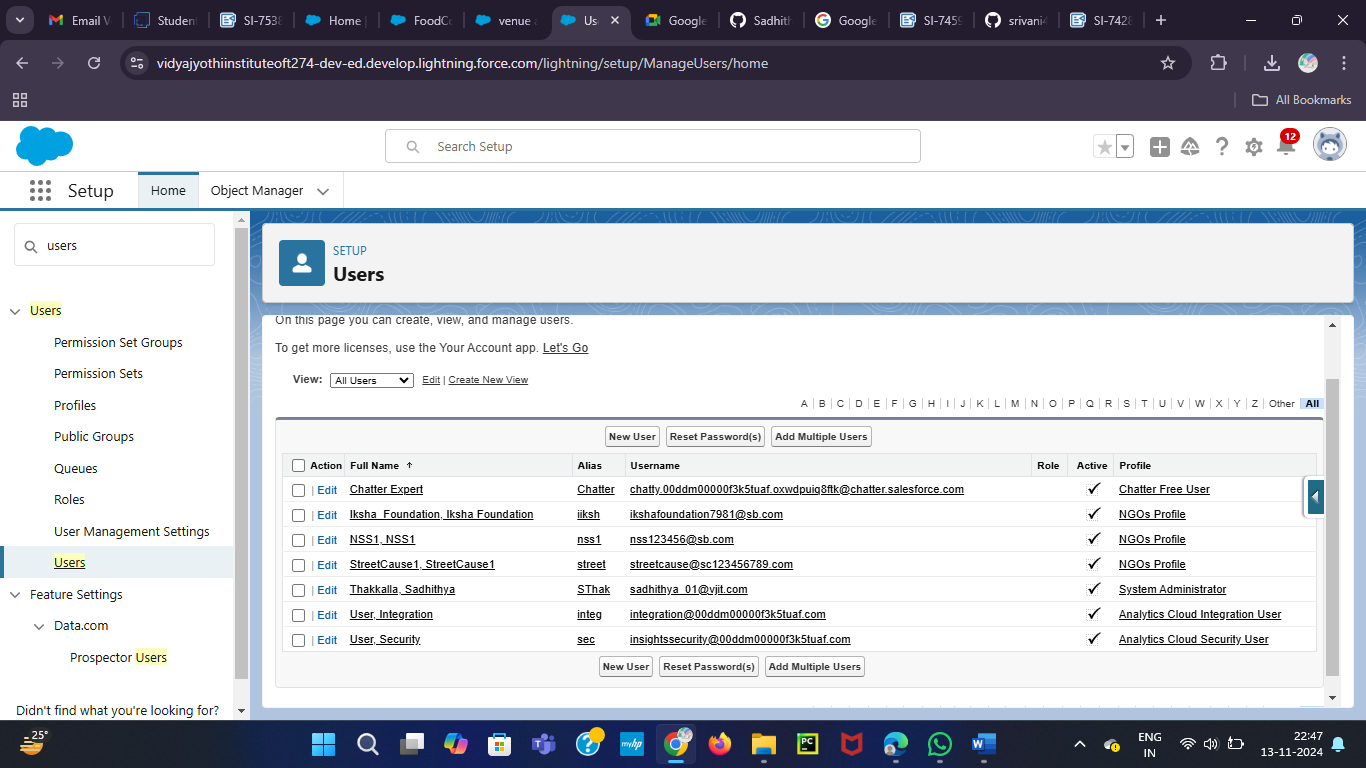 Email V
Student
SI-7538
Home |
FoodCo
venue a
Use
Google
Sadhith
Google
SI-7459
srivani4
SI-7428
vidyajyothiinstituteoft274-dev-ed.develop.lightning.force.com/lightning/setup/ManageUsers/home
All Bookmarks
Search Setup
12
Setup
Home
Object Manager
users
Users
Permission Set Groups
Permission Sets
Profiles
Public Groups
Queues
Roles
User Management Settings
Users
Feature Settings
Data.com
Prospector Users
Didn't find what you're looking for?
SETUP
Users
On this page you can create, view, and manage users.
To get more licenses, use the Your Account app. Let's Go
View: All Users Edit | Create New View
A | B | C | D | E | F | G | H | I | J | K | L | M | N | O | P | Q | R | S | T | U | V | W | X | Y | Z | Other | All
New User Reset Password(s) Add Multiple Users
Action Full Name ↑ Alias Username Role Active Profile
| Edit Chatter Expert Chatter chatty.00ddm00000f3k5tuaf.oxwdpuiq8ftk@chatter.salesforce.com ✓ Chatter Free User
| Edit Iksha_Foundation, Iksha Foundation iiksh ikshafoundation7981@sb.com ✓ NGOs Profile
| Edit NSS1, NSS1 nss1 nss123456@sb.com ✓ NGOs Profile
| Edit StreetCause1, StreetCause1 street streetcause@sc123456789.com ✓ NGOs Profile
| Edit Thakkalla, Sadhithya SThak sadhithya_01@vjit.com ✓ System Administrator
| Edit User, Integration integ integration@00ddm00000f3k5tuaf.com ✓ Analytics Cloud Integration User
| Edit User, Security sec insightssecurity@00ddm00000f3k5tuaf.com ✓ Analytics Cloud Security User
New User Reset Password(s) Add Multiple Users
25°
myhp
PC
ENG
IN
22:47
13-11-2024